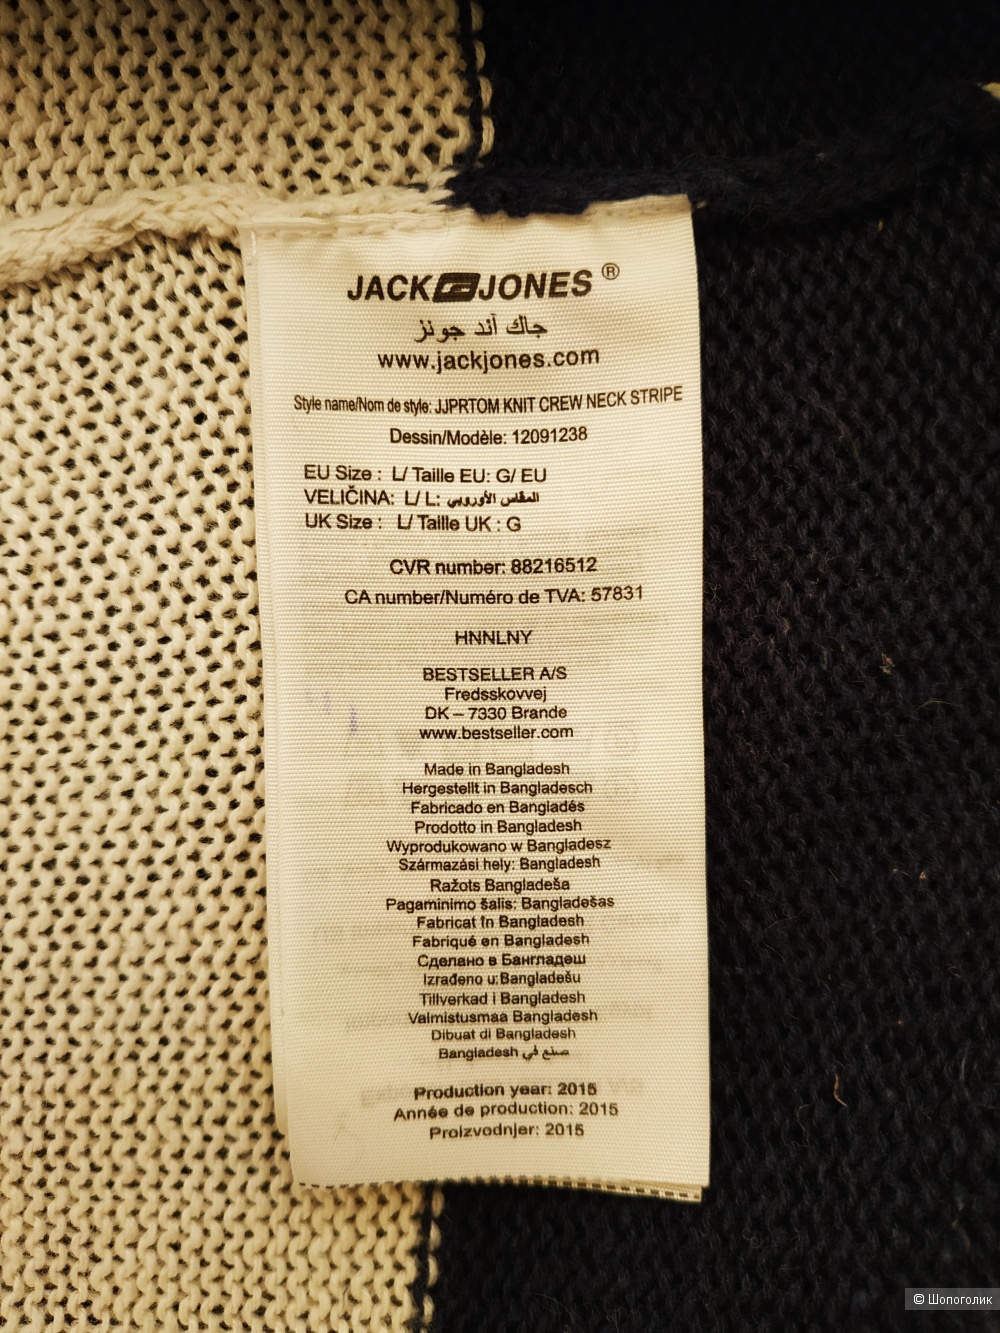 JACK JONES ®
جاك آند جونز
www.jackjones.com
Style name/Nom de style: JJPRTOM KNIT CREW NECK STRIPE
Dessin/Modèle: 12091238
EU Size : L/ Taille EU: G/ EU
VELIČINA: L/ L: المقاس الأوروبي
UK Size : L/ Taille UK : G
CVR number: 88216512
CA number/Numéro de TVA: 57831
HNNLNY
BESTSELLER A/S
Fredsskovvej
DK – 7330 Brande
www.bestseller.com
Made in Bangladesh
Hergestellt in Bangladesch
Fabricado en Bangladés
Prodotto in Bangladesh
Wyprodukowano w Bangladesz
Származási hely: Bangladesh
Ražots Bangladeša
Pagaminimo šalis: Bangladešas
Fabricat în Bangladesh
Fabriqué en Bangladesh
Сделано в Бангладеш
Izrađeno u:Bangladešu
Tillverkad i Bangladesh
Valmistusmaa Bangladesh
Dibuat di Bangladesh
Bangladesh صنع في
Production year: 2015
Année de production: 2015
Proizvodnjer: 2015
© Шопоголик